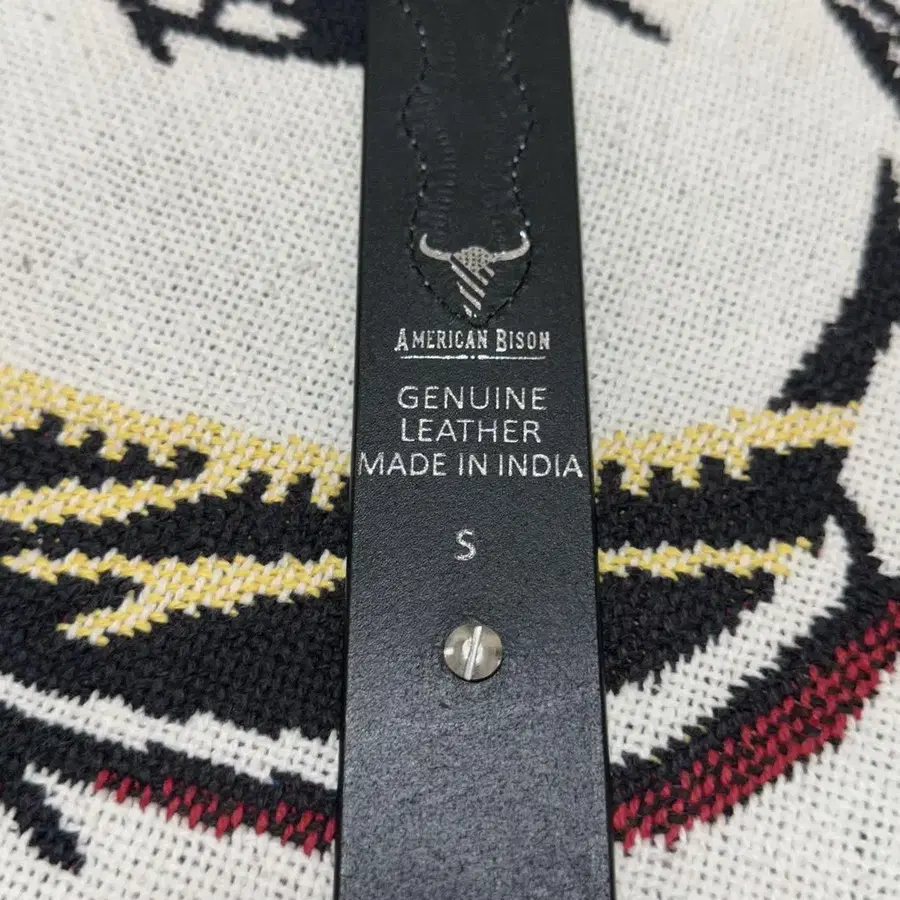 AMERICAN BISON
GENUINE
LEATHER
MADE IN INDIA
S